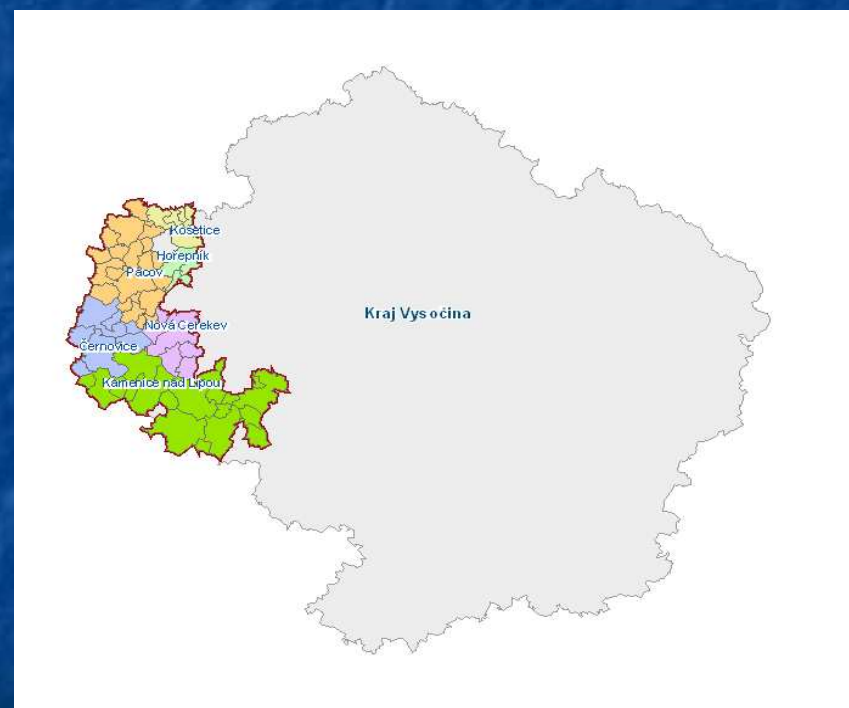 Košetice
Hořepník
Pacov
Kraj Vysočina
Nová Cerekev
Černovice
Kamenice nad Lipou